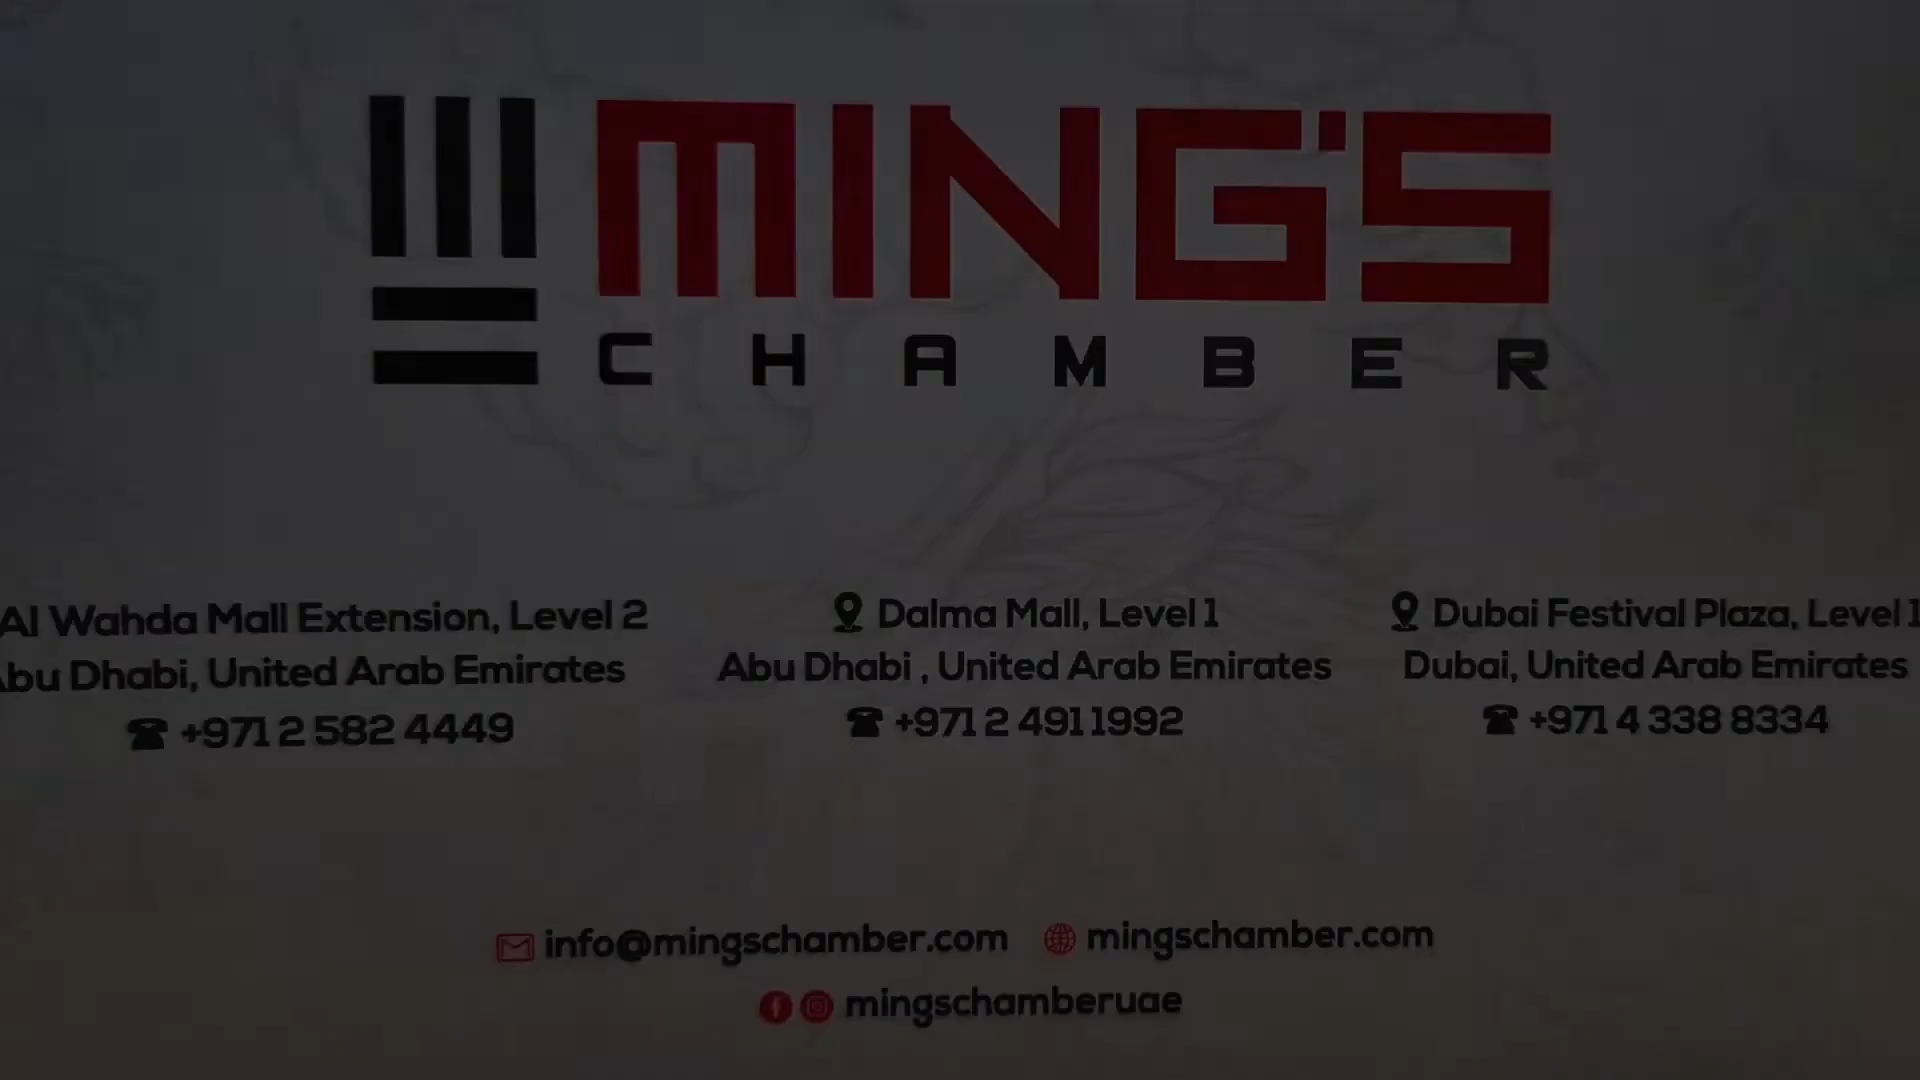 MING'S
CHAMBER
Al Wahda Mall Extension, Level 2
Abu Dhabi, United Arab Emirates
+971 2 582 4449
Dalma Mall, Level 1
Abu Dhabi , United Arab Emirates
+971 2 491 1992
Dubai Festival Plaza, Level 1
Dubai, United Arab Emirates
+971 4 338 8334
info@mingschamber.com
mingschamber.com
mingschamberuae